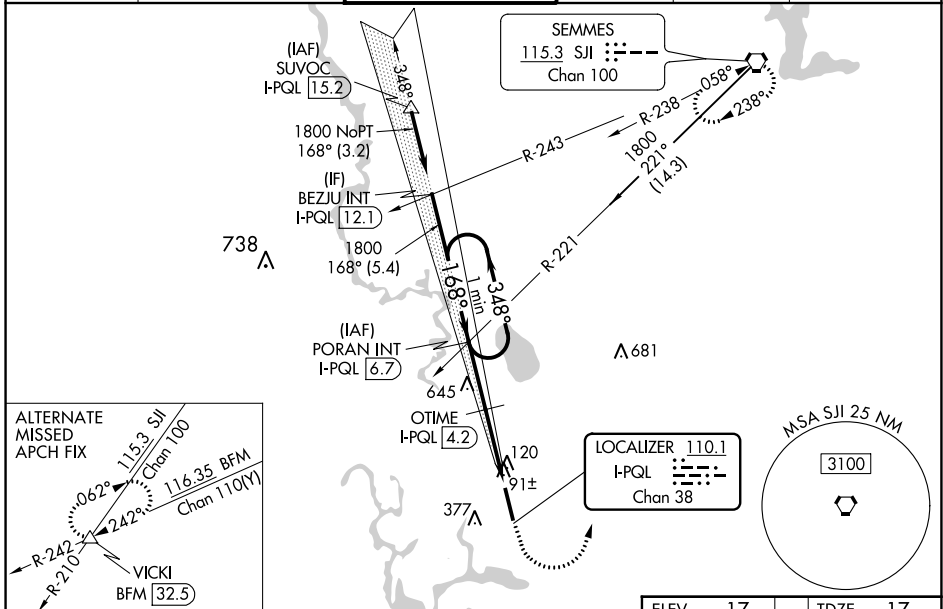 SEMMES
115.3 SJI
Chan 100
(IAF)
SUVOC
I-PQL 15.2
348°
058°
238°
R-238
R-243
1800 NoPT
168° (3.2)
1800
221°
(14.3)
(IF)
BEZJU INT
I-PQL 12.1
738
1800
168° (5.4)
R-221
168°
1 min
348°
(IAF)
PORAN INT
I-PQL 6.7
681
645
OTIME
I-PQL 4.2
120
91±
377
LOCALIZER 110.1
I-PQL
Chan 38
MSA SJI 25 NM
3100
ALTERNATE
MISSED
APCH FIX
115.3 SJI
Chan 100
116.35 BFM
Chan 110(Y)
062°
242°
R-242
R-210
VICKI
BFM 32.5
ELEV 17
TDZE 17